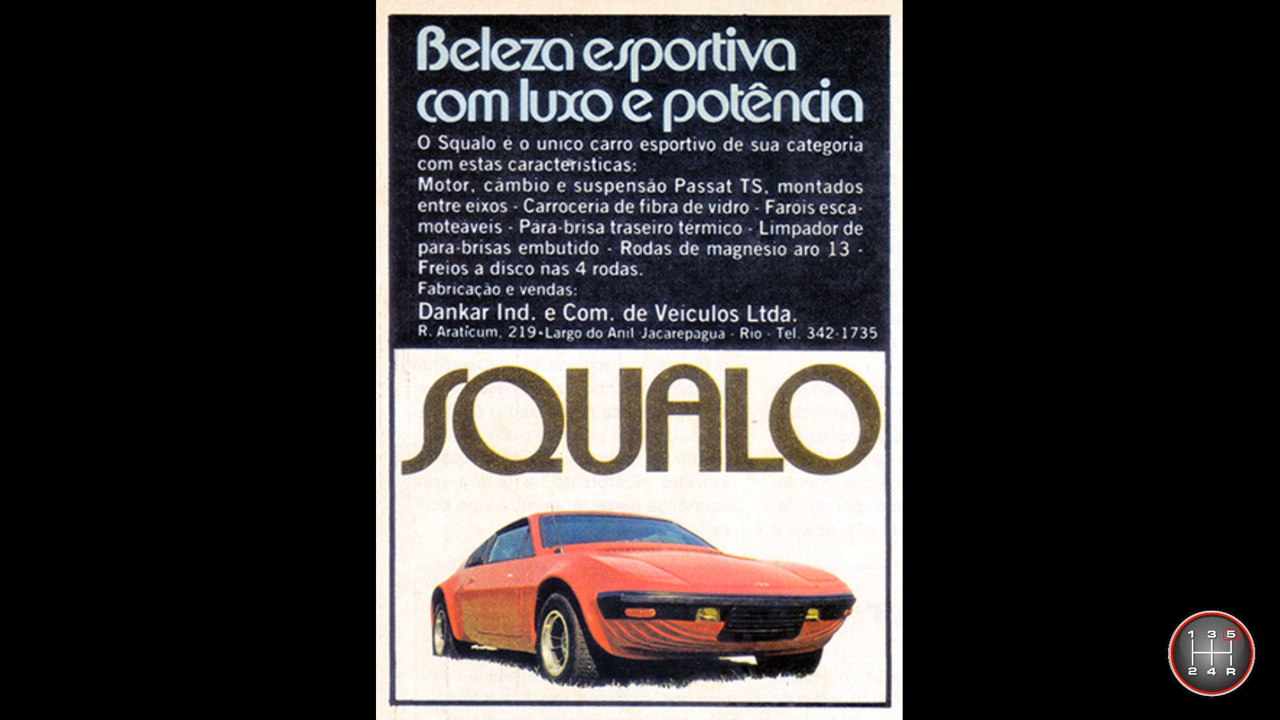 Beleza esportiva
com luxo e potência
O Squalo é o unico carro esportivo de sua categoria
com estas características:
Motor, câmbio e suspensão Passat TS, montados
entre eixos - Carroceria de fibra de vidro - Farois esca-
moteáveis - Pára-brisa traseiro térmico - Limpador de
para-brisas embutido - Rodas de magnesio aro 13 -
Freios a disco nas 4 rodas.
Fabricação e vendas:
Dankar Ind. e Com. de Veiculos Ltda.
R. Araticum, 219 • Largo do Anil - Jacarepagua - Rio - Tel. 342-1735
SQUALO
1 3 5
2 4 R